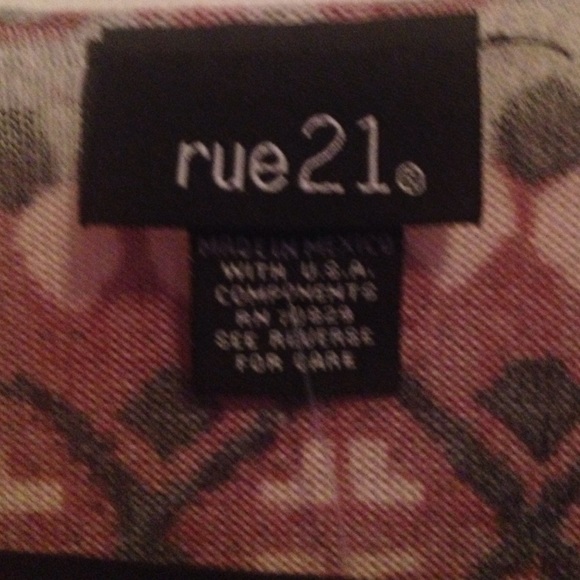 rue21®
MADE IN MEXICO
WITH U.S.A.
COMPONENTS
RN
SEE REVERSE
FOR CARE